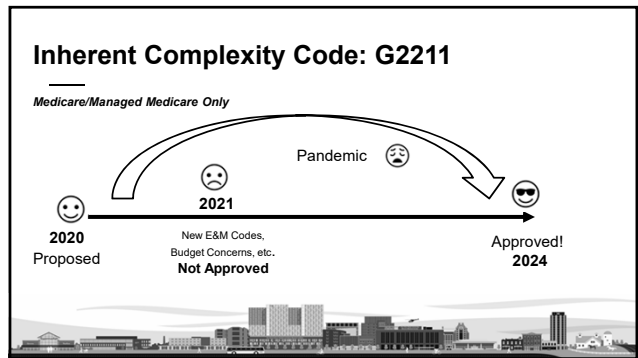 Inherent Complexity Code: G2211
Medicare/Managed Medicare Only
Pandemic
2020
Proposed
2021
New E&M Codes,
Budget Concerns, etc.
Not Approved
Approved!
2024